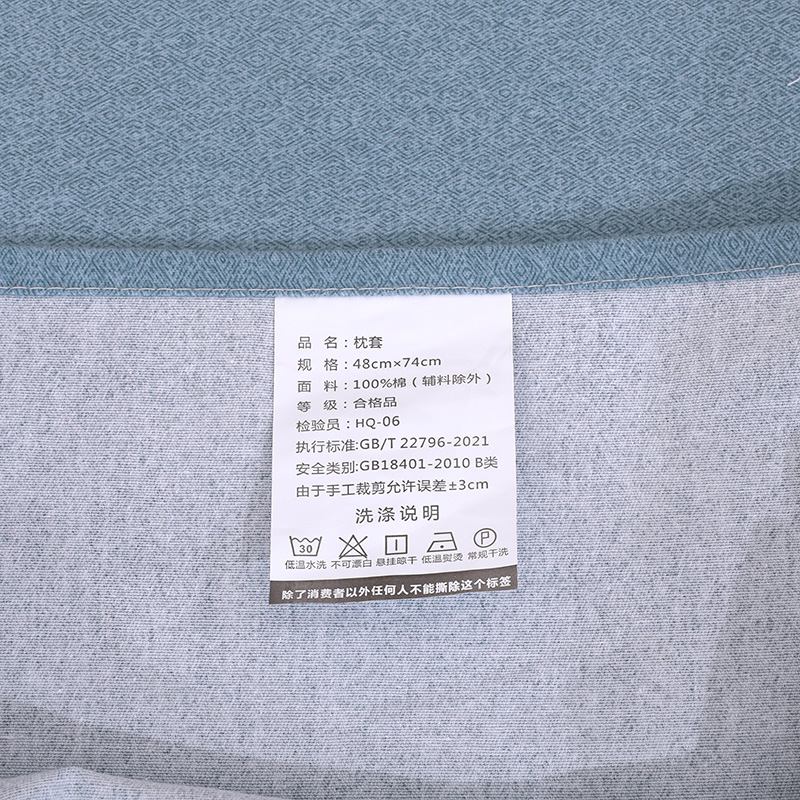 品 名：枕套
规 格：48cm×74cm
面 料：100%棉（辅料除外）
等 级：合格品
检验员：HQ-06
执行标准:GB/T 22796-2021
安全类别:GB18401-2010 B类
由于手工裁剪允许误差±3cm
洗涤说明
30 P
低温水洗 不可漂白 悬挂晾干 低温熨烫 常规干洗
除了消费者以外任何人不能撕除这个标签